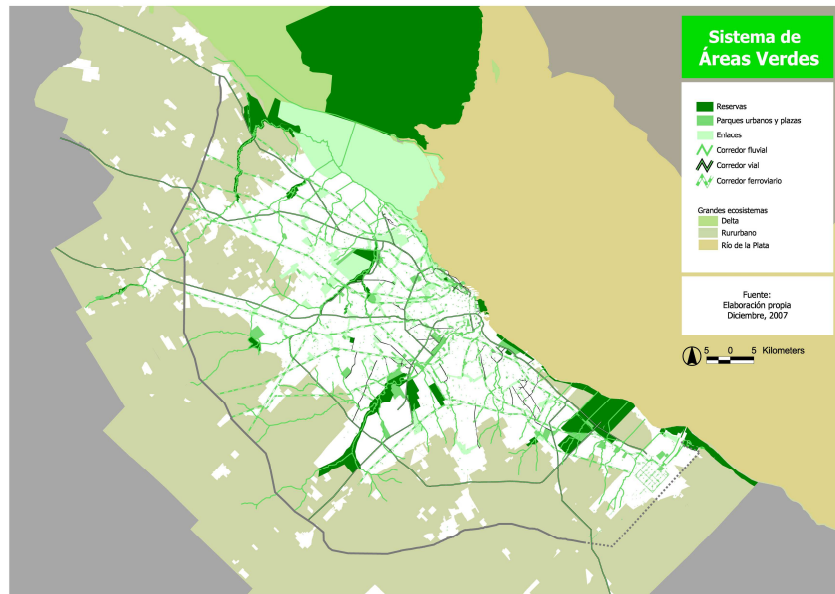 Sistema de
Áreas Verdes
Reservas
Parques urbanos y plazas
Enlaces
Corredor fluvial
Corredor vial
Corredor ferroviario
Grandes ecosistemas
Delta
Rururbano
Río de la Plata
Fuente:
Elaboración propia
Diciembre, 2007
5 0 5 Kilometers